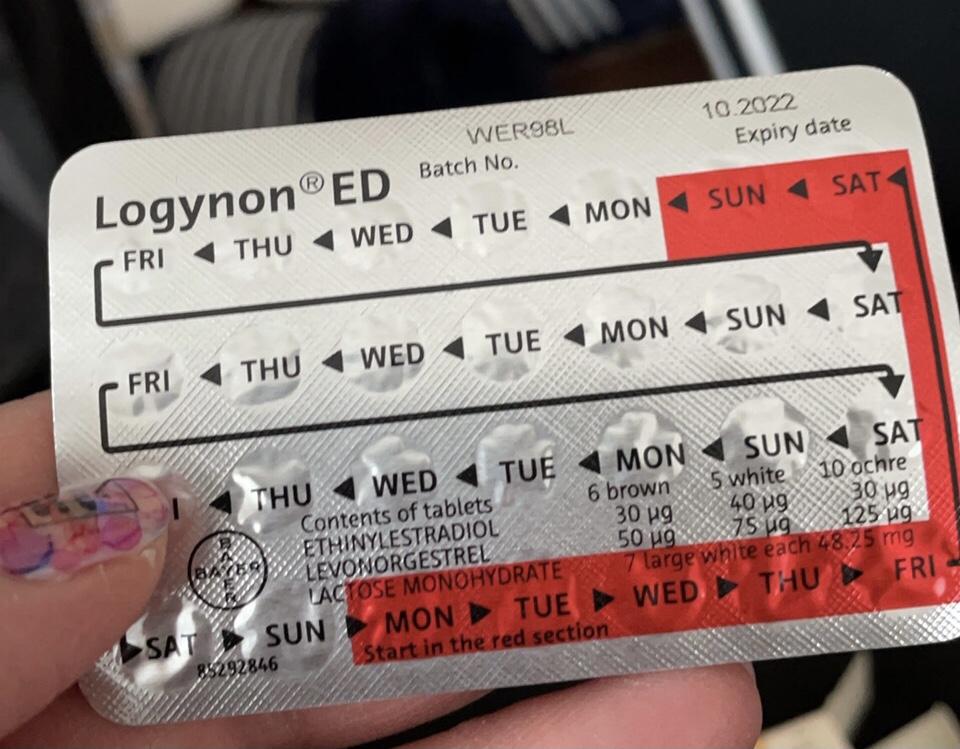 WER98L 10.2022
Batch No. Expiry date
Logynon® ED
FRI ◀ THU ◀ WED ◀ TUE ◀ MON ◀ SUN ◀ SAT ◀
FRI ◀ THU ◀ WED ◀ TUE ◀ MON ◀ SUN ◀ SAT
◀ THU ◀ WED ◀ TUE ◀ MON ◀ SUN ◀ SAT
Contents of tablets 6 brown 5 white 10 ochre
ETHINYLESTRADIOL 30 µg 40 µg 30 µg
LEVONORGESTREL 50 µg 75 µg 125 µg
LACTOSE MONOHYDRATE 7 large white each 48.25 mg
BAYER
BAYER
▶ SAT ▶ SUN ▶ MON ▶ TUE ▶ WED ▶ THU ▶ FRI
85292846 Start in the red section